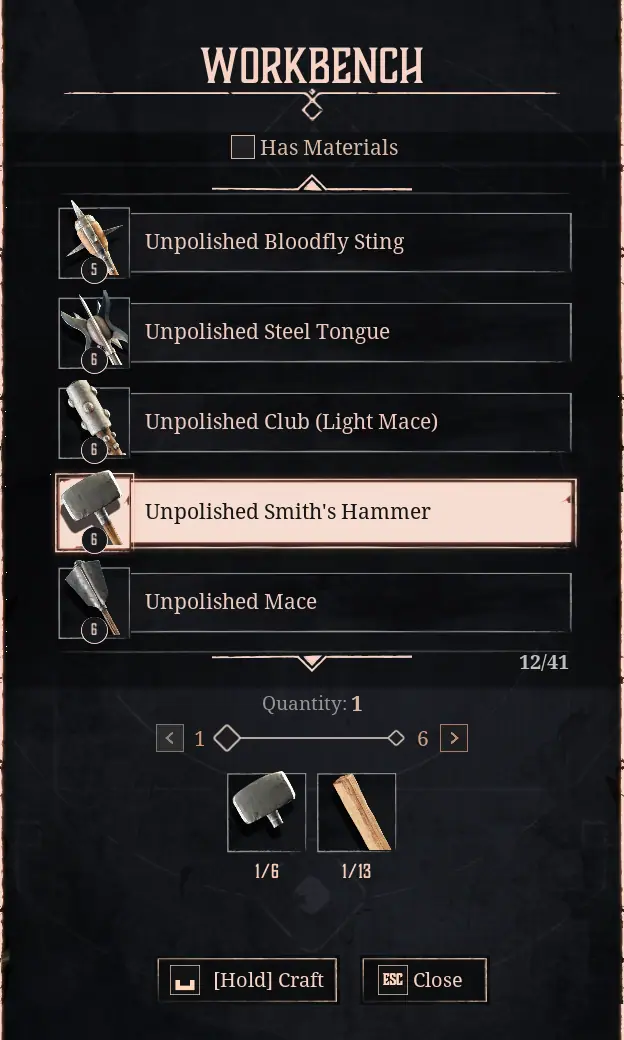 WORKBENCH
Has Materials
5
Unpolished Bloodfly Sting
6
Unpolished Steel Tongue
6
Unpolished Club (Light Mace)
6
Unpolished Smith's Hammer
6
Unpolished Mace
12/41
Quantity: 1
< 1 6 >
1/6 1/13
[Hold] Craft ESC Close